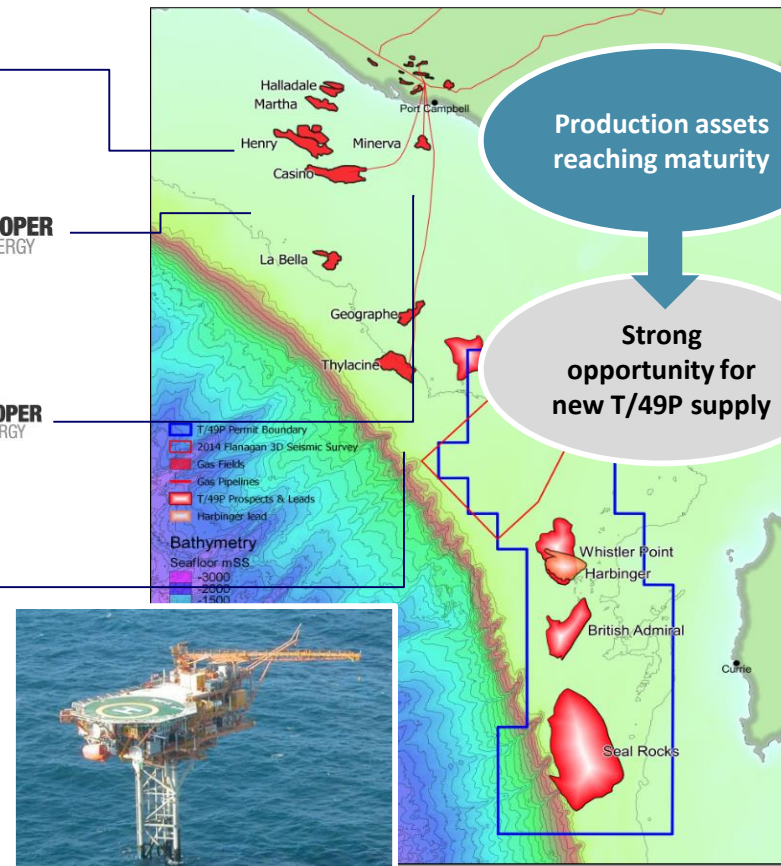 Halladale
Martha
Port Campbell
Henry
Minerva
Casino
Production assets
reaching maturity
OPER
ERGY
La Bella
Geographe
Thylacine
Strong
opportunity for
new T/49P supply
OPER
RGY
T/49P Permit Boundary
2014 Flanagan 3D Seismic Survey
Gas Fields
Gas Pipelines
T/49P Prospects & Leads
Harbinger lead
Bathymetry
Seafloor mSS
-3000
-2000
-1500
Whistler Point
Harbinger
British Admiral
Currie
Seal Rocks
H